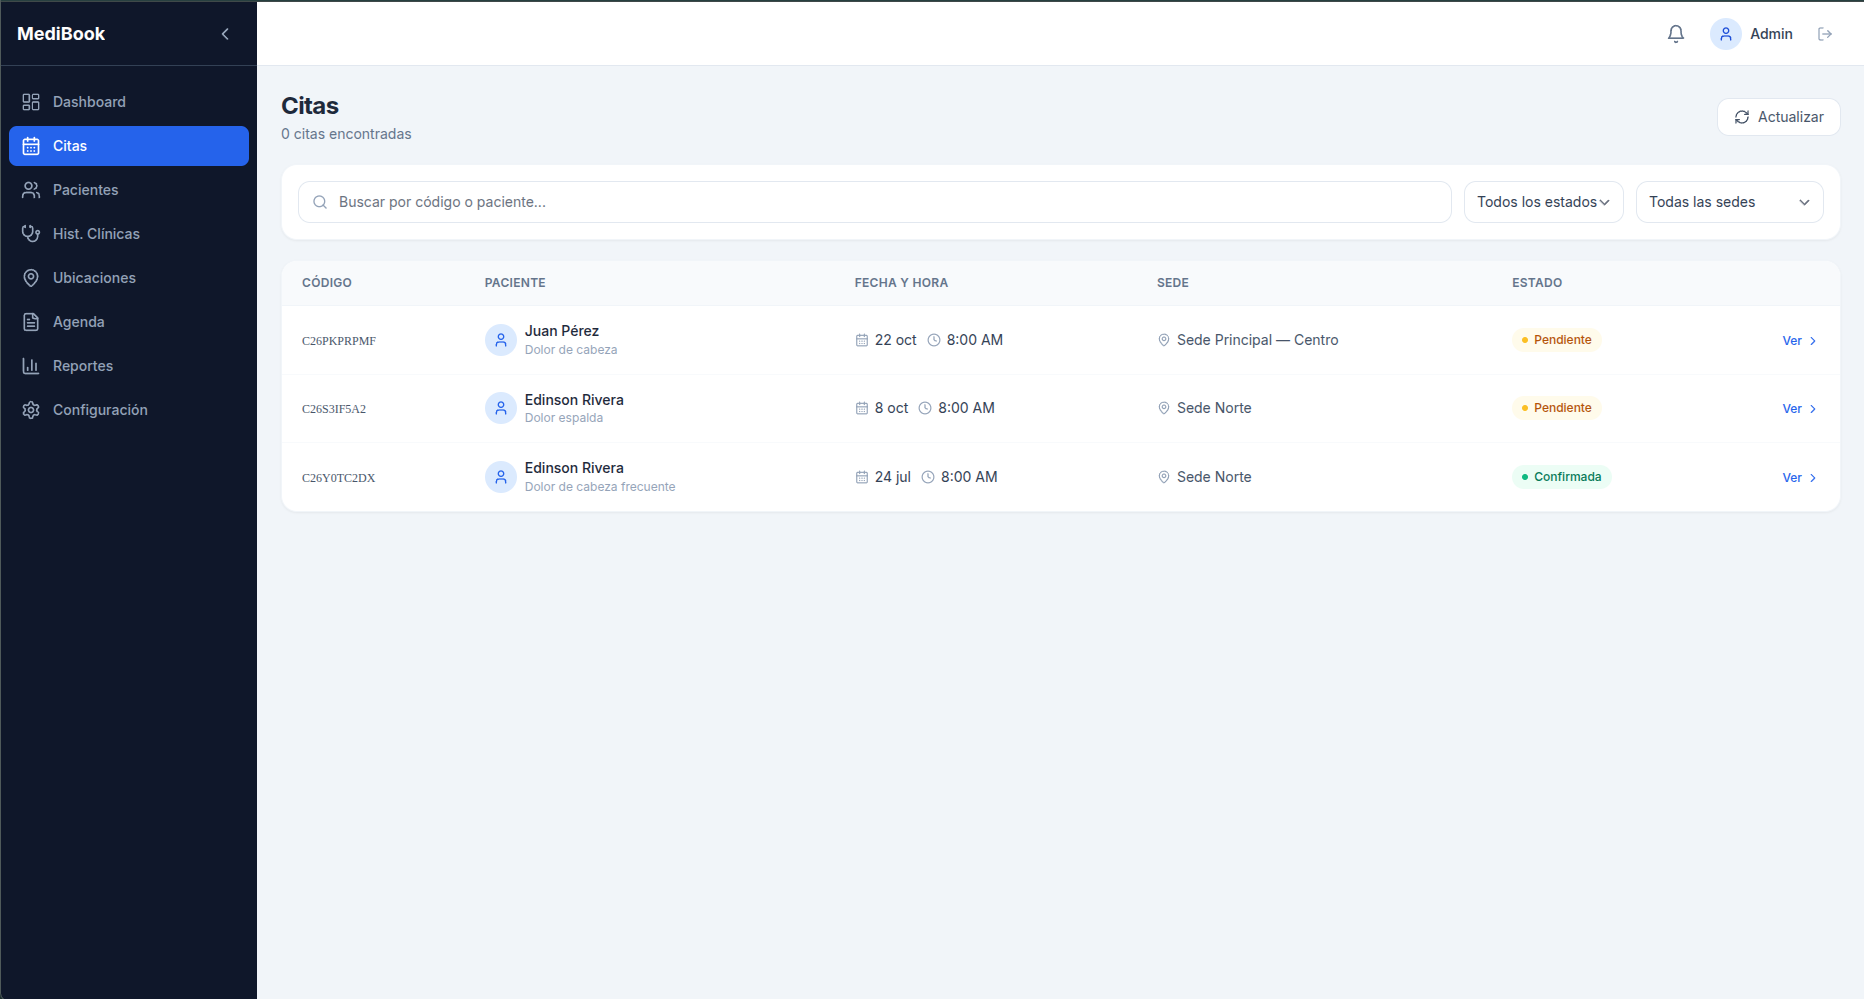 MediBook
Admin
Dashboard
Citas
Pacientes
Hist. Clínicas
Ubicaciones
Agenda
Reportes
Configuración
Citas
0 citas encontradas
Actualizar
Buscar por código o paciente...
Todos los estados
Todas las sedes
CÓDIGO PACIENTE FECHA Y HORA SEDE ESTADO
C26PKPRPMF Juan Pérez 22 oct 8:00 AM Sede Principal — Centro Pendiente Ver
Dolor de cabeza
C26S3IF5A2 Edinson Rivera 8 oct 8:00 AM Sede Norte Pendiente Ver
Dolor espalda
C26Y0TC2DX Edinson Rivera 24 jul 8:00 AM Sede Norte Confirmada Ver
Dolor de cabeza frecuente